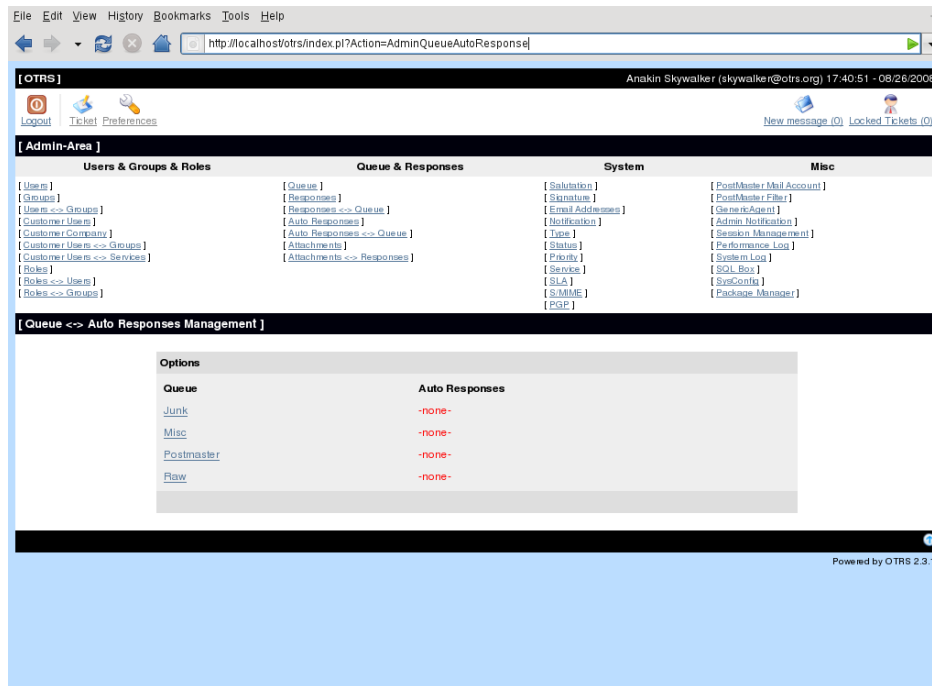 File Edit View History Bookmarks Tools Help
http://localhost/otrs/index.pl?Action=AdminQueueAutoResponse
[ OTRS ]
Anakin Skywalker (skywalker@otrs.org) 17:40:51 - 08/26/2008
Logout Ticket Preferences
New message (0) Locked Tickets (0)
[ Admin-Area ]
Users & Groups & Roles Queue & Responses System Misc
[ Users ] [ Queue ] [ Salutation ] [ PostMaster Mail Account ]
[ Groups ] [ Responses ] [ Signature ] [ PostMaster Filter ]
[ Users <-> Groups ] [ Responses <-> Queue ] [ Email Addresses ] [ GenericAgent ]
[ Customer Users ] [ Auto Responses ] [ Notification ] [ Admin Notification ]
[ Customer Company ] [ Auto Responses <-> Queue ] [ Type ] [ Session Management ]
[ Customer Users <-> Groups ] [ Attachments ] [ Status ] [ Performance Log ]
[ Customer Users <-> Services ] [ Attachments <-> Responses ] [ Priority ] [ System Log ]
[ Roles ] [ Service ] [ SQL Box ]
[ Roles <-> Users ] [ SLA ] [ SysConfig ]
[ Roles <-> Groups ] [ S/MIME ] [ Package Manager ]
[ PGP ]
[ Queue <-> Auto Responses Management ]
Options
Queue Auto Responses
Junk -none-
Misc -none-
Postmaster -none-
Raw -none-
Powered by OTRS 2.3.